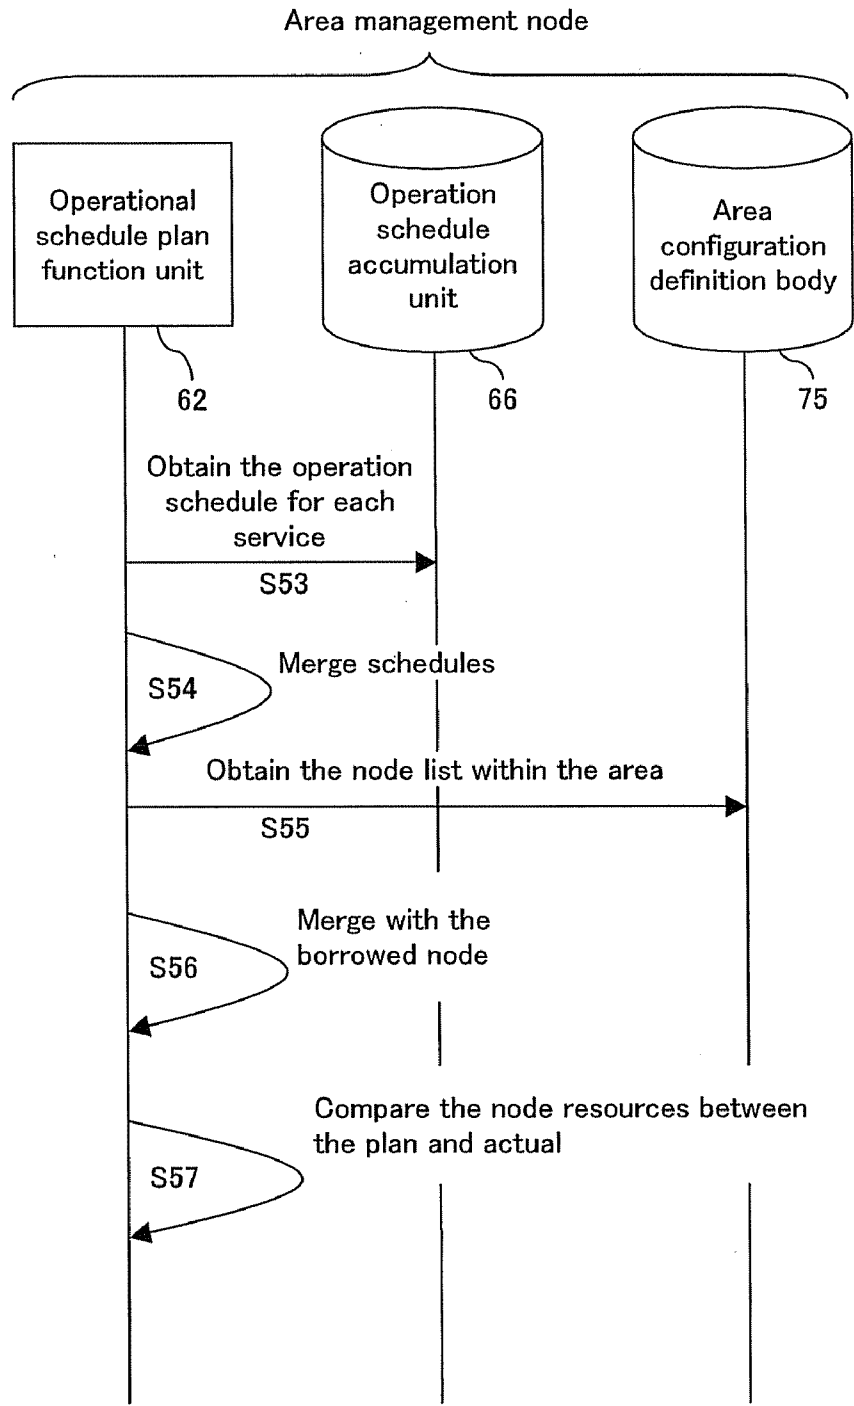 Area management node
Operational
schedule plan
function unit
Operation
schedule
accumulation
unit
Area
configuration
definition body
62
66
75
Obtain the operation
schedule for each
service
S53
Merge schedules
S54
Obtain the node list within the area
S55
Merge with the
borrowed node
S56
Compare the node resources between
the plan and actual
S57